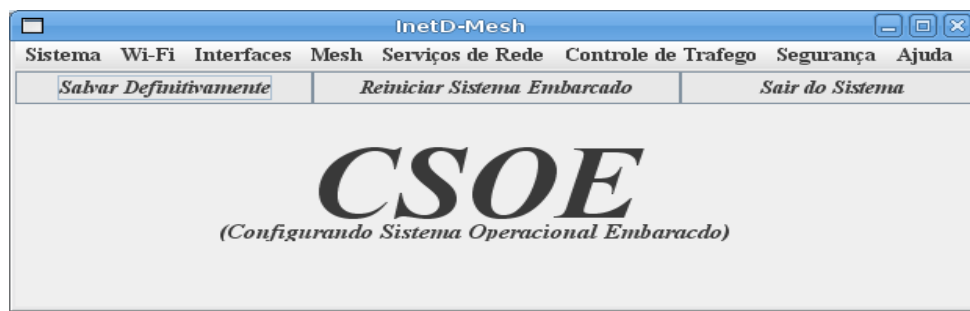 InetD-Mesh
Sistema Wi-Fi Interfaces Mesh Serviços de Rede Controle de Trafego Segurança Ajuda
Salvar Definitivamente Reiniciar Sistema Embarcado Sair do Sistema
CSOE
(Configurando Sistema Operacional Embaracdo)